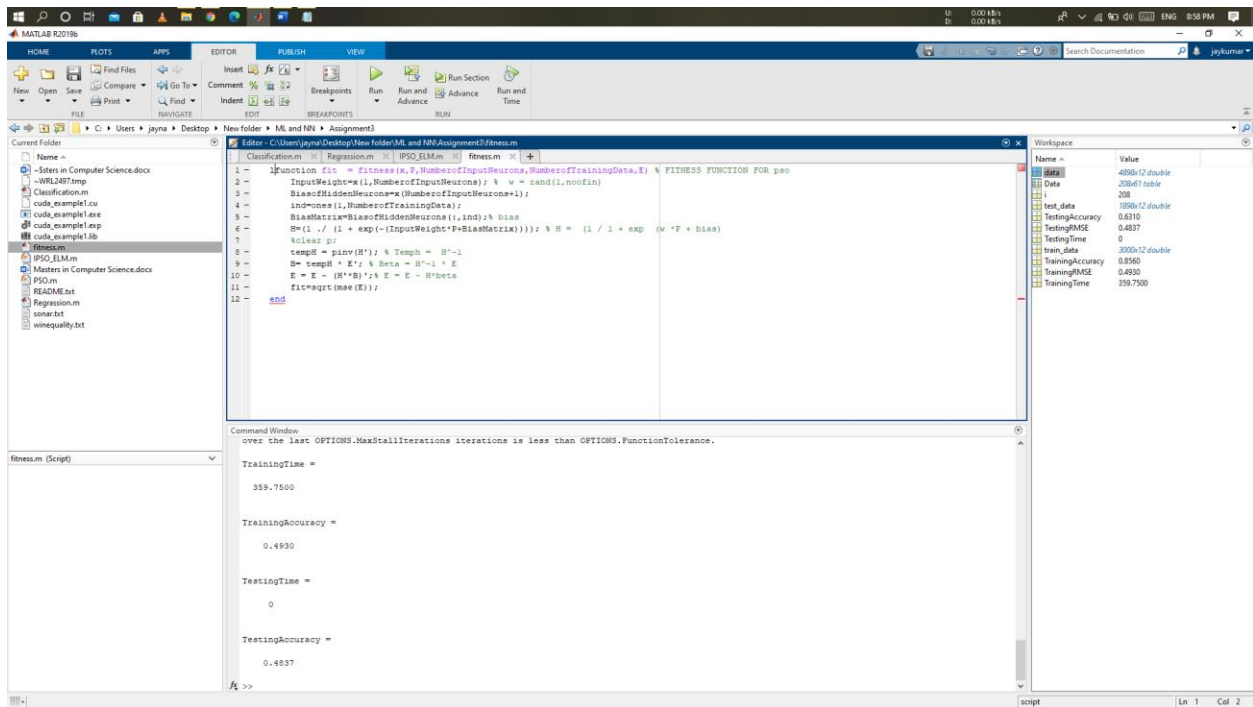 U: 0.00 kB/s
D: 0.00 kB/s
ENG 8:58 PM
MATLAB R2019b
HOME PLOTS APPS EDITOR PUBLISH VIEW
Search Documentation jaykumar
New Open Save Find Files Compare Print Go To Find Insert Comment Indent Breakpoints Run Run and Advance Run Section Advance Run and Time
FILE NAVIGATE EDIT BREAKPOINTS RUN
C: Users jayna Desktop New folder ML and NN Assignment3
Current Folder
Name
~$sters in Computer Science.docx
~WRL2497.tmp
Classification.m
cuda_example1.cu
cuda_example1.exe
cuda_example1.exp
cuda_example1.lib
fitness.m
IPSO_ELM.m
Masters in Computer Science.docx
PSO.m
README.txt
Regrassion.m
sonar.txt
winequality.txt
fitness.m (Script)
Editor - C:\Users\jayna\Desktop\New folder\ML and NN\Assignment3\fitness.m
Classification.m Regrassion.m IPSO_ELM.m fitness.m
1 - 1function fit = fitness(x,P,NumberofInputNeurons,NumberofTrainingData,E) % FITNESS FUNCTION FOR pso
2 - InputWeight=x(1,NumberofInputNeurons); % w = rand(1,noofin)
3 - BiasofHiddenNeurons=x(NumberofInputNeurons+1);
4 - ind=ones(1,NumberofTrainingData);
5 - BiasMatrix=BiasofHiddenNeurons(:,ind);% bias
6 - H=(1 ./ (1 + exp(-(InputWeight*P+BiasMatrix)))); % H = (1 / 1 + exp (w *P + bias)
7 %clear p;
8 - tempH = pinv(H'); % Temph = H^-1
9 - B= tempH * E'; % Beta = H^-1 * E
10 - E = E - (H'*B)';% E = E - H*beta
11 - fit=sqrt(mse(E));
12 - end
Command Window
over the last OPTIONS.MaxStallIterations iterations is less than OPTIONS.FunctionTolerance.
TrainingTime =
359.7500
TrainingAccuracy =
0.4930
TestingTime =
0
TestingAccuracy =
0.4837
fx >>
Workspace
Name Value
data 4898x12 double
Data 208x61 table
i 208
test_data 1898x12 double
TestingAccuracy 0.6310
TestingRMSE 0.4837
TestingTime 0
train_data 3000x12 double
TrainingAccuracy 0.8560
TrainingRMSE 0.4930
TrainingTime 359.7500
script Ln 1 Col 2